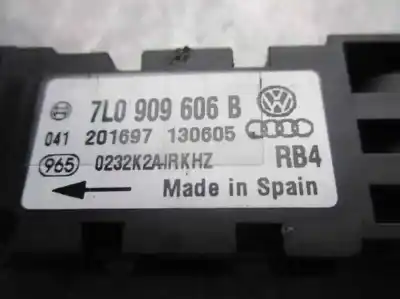 7L0 909 606 B
041 201697 130605
965 0232K2AIRKHZ RB4
Made in Spain